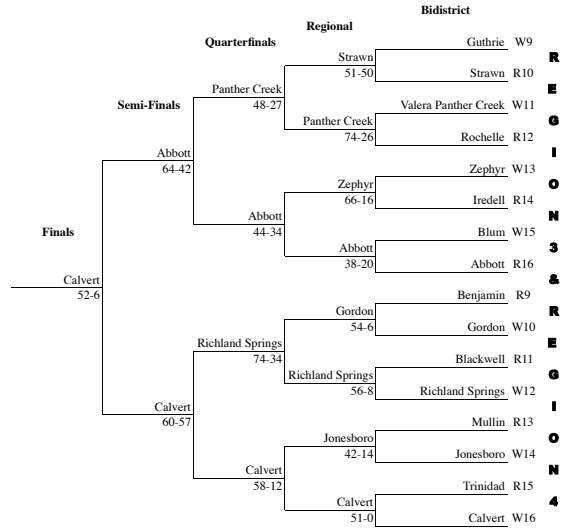 Bidistrict
Regional
Quarterfinals
Guthrie W9
Strawn
51-50
Strawn R10
Panther Creek
48-27
Semi-Finals
Valera Panther Creek W11
Panther Creek
74-26
Rochelle R12
Abbott
64-42
Zephyr W13
Zephyr
66-16
Iredell R14
Abbott
44-34
Finals
Blum W15
Abbott
38-20
Abbott R16
Calvert
52-6
Benjamin R9
Gordon
54-6
Gordon W10
Richland Springs
74-34
Blackwell R11
Richland Springs
56-8
Richland Springs W12
Calvert
60-57
Mullin R13
Jonesboro
42-14
Jonesboro W14
Calvert
58-12
Trinidad R15
Calvert
51-0
Calvert W16
R
E
G
I
O
N
3
&
R
E
G
I
O
N
4